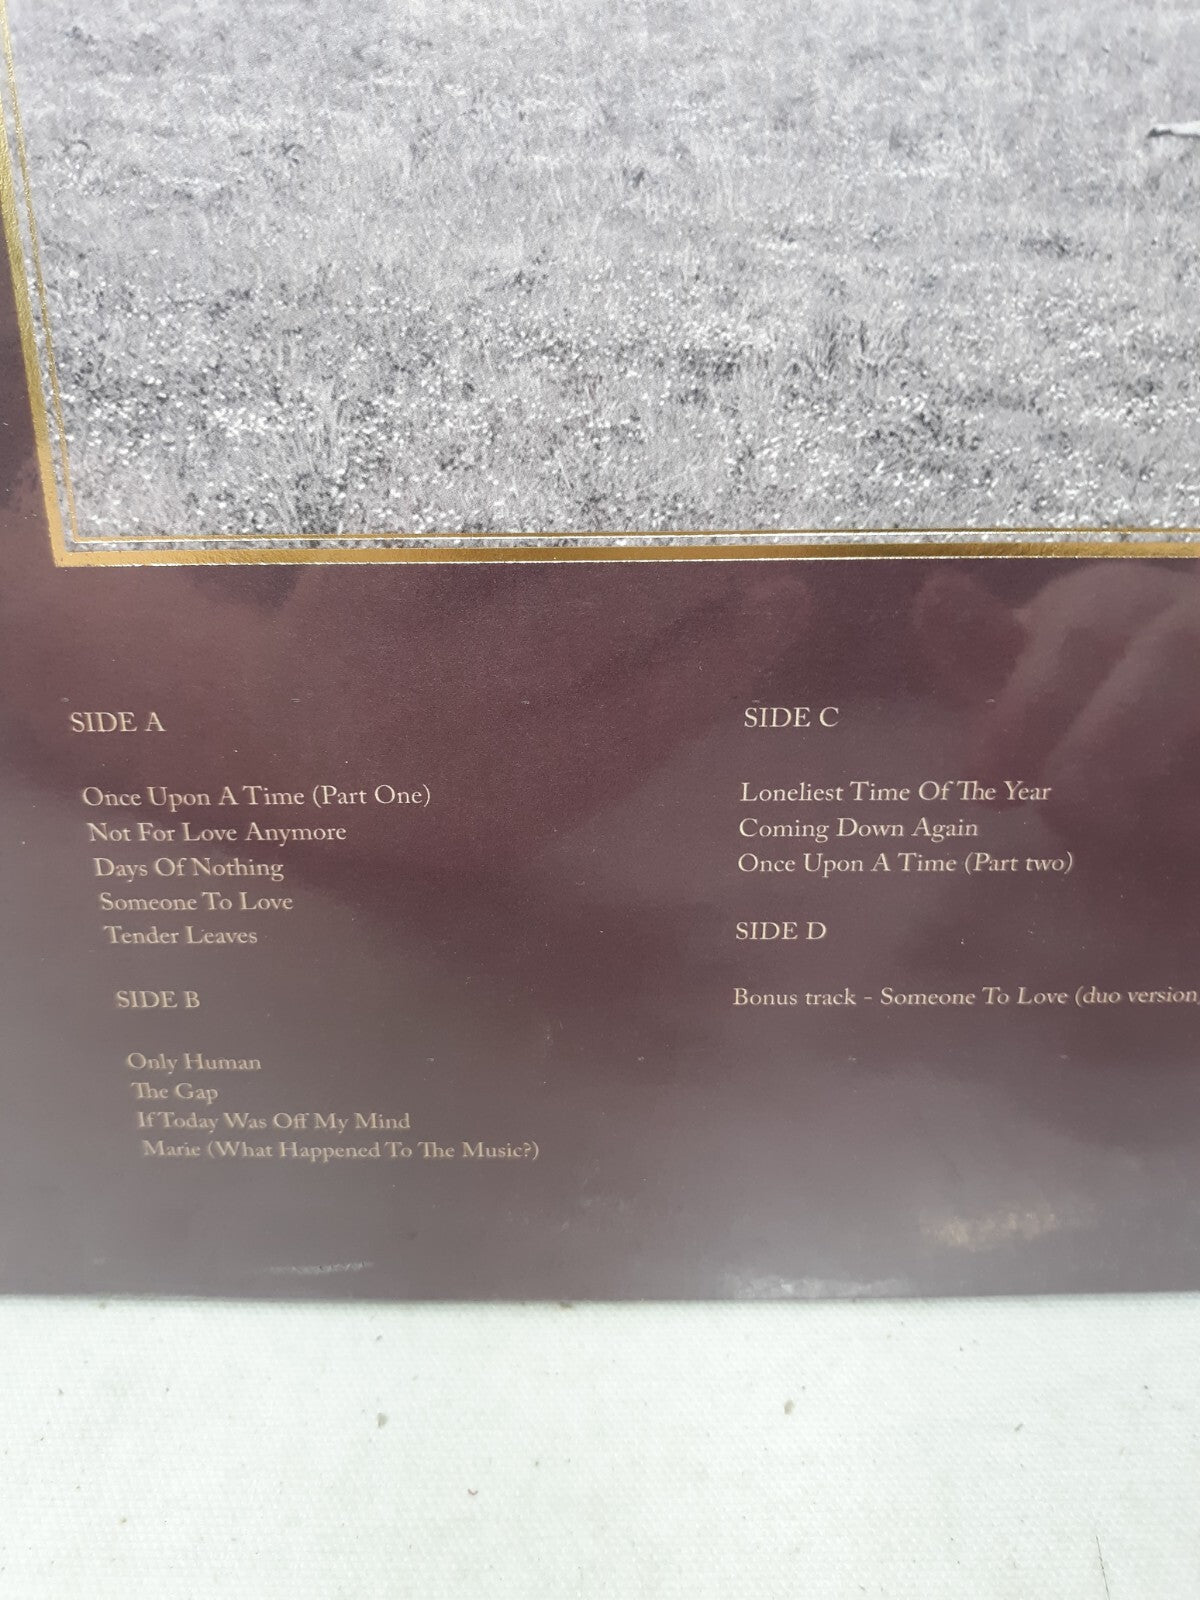 SIDE A
Once Upon A Time (Part One)
Not For Love Anymore
Days Of Nothing
Someone To Love
Tender Leaves
SIDE B
Only Human
The Gap
If Today Was Off My Mind
Marie (What Happened To The Music?)
SIDE C
Loneliest Time Of The Year
Coming Down Again
Once Upon A Time (Part two)
SIDE D
Bonus track - Someone To Love (duo version)